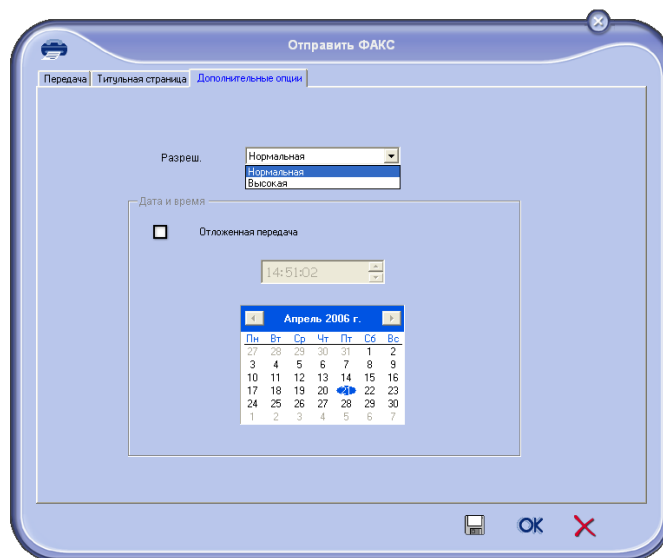 Отправить ФАКС
Передача Титульная страница Дополнительные опции
Разреш. Нормальная
Нормальная
Высокая
Дата и время
Отложенная передача
14:51:02
Апрель 2006 г.
Пн Вт Ср Чт Пт Сб Вс
27 28 29 30 31 1 2
3 4 5 6 7 8 9
10 11 12 13 14 15 16
17 18 19 20 21 22 23
24 25 26 27 28 29 30
1 2 3 4 5 6 7
OK